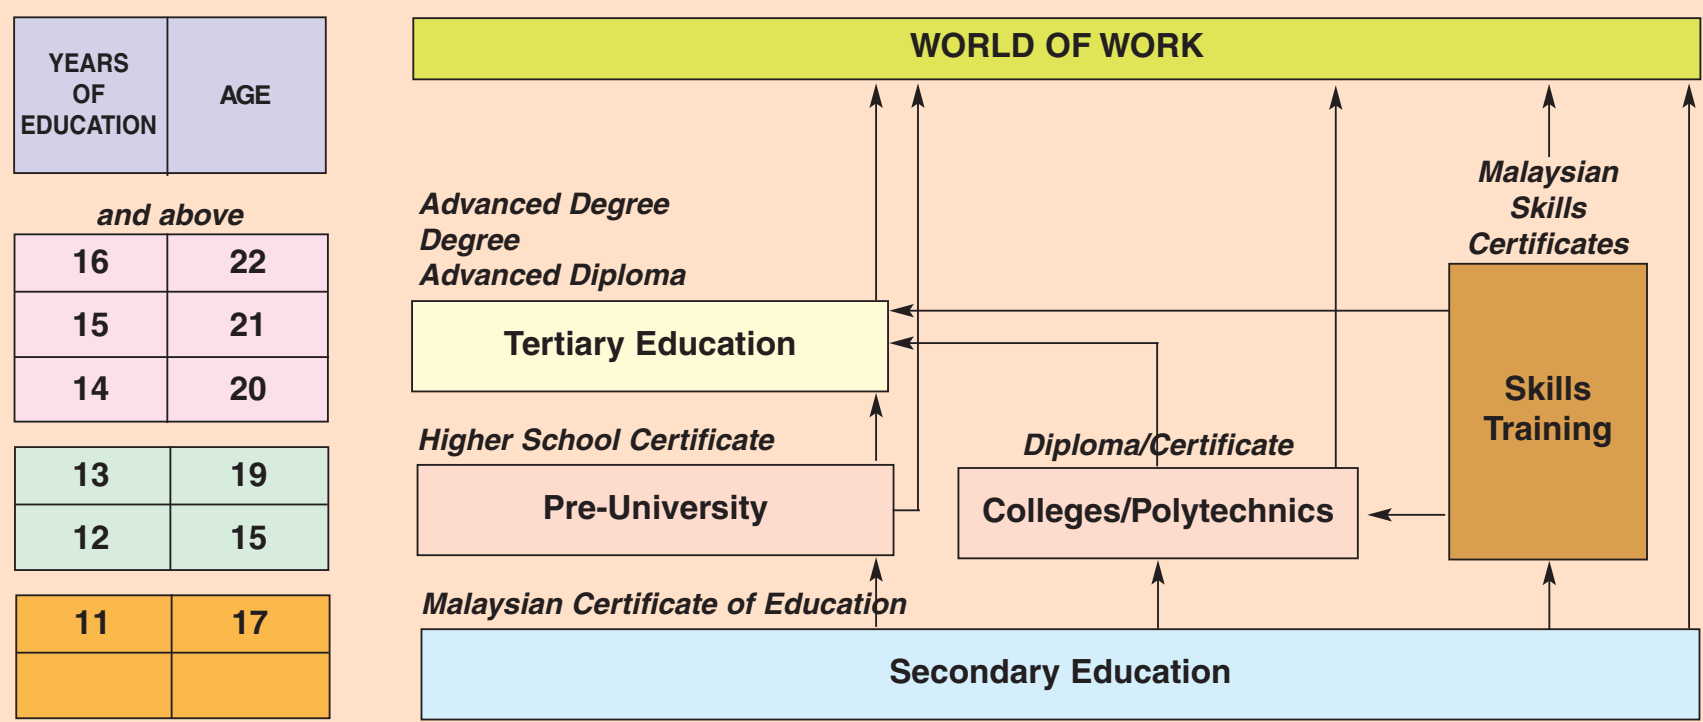 YEARS
OF
EDUCATION
AGE
and above
16 22
15 21
14 20
13 19
12 15
11 17
WORLD OF WORK
Malaysian
Skills
Certificates
Advanced Degree
Degree
Advanced Diploma
Tertiary Education
Skills
Training
Higher School Certificate
Diploma/Certificate
Pre-University
Colleges/Polytechnics
Malaysian Certificate of Education
Secondary Education